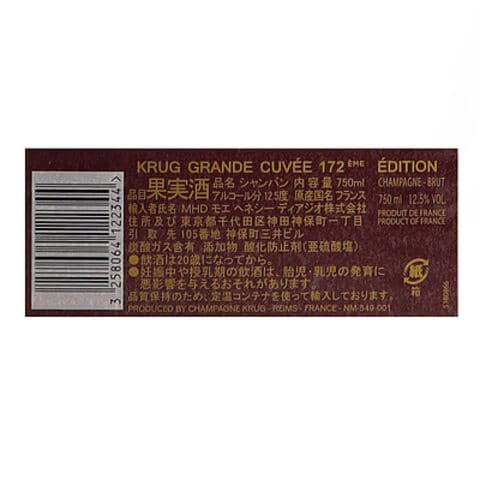 KRUG GRANDE CUVÉE 172ÈME ÉDITION
果実酒
品名 シャンパン 内容量 750ml
品目 アルコール分12.5度 原産国名フランス
輸入者氏名/MHD モエ ヘネシー ディアジオ株式会社
住所及び 東京都千代田区神田神保町一丁目
引取先/105番地 神保町三井ビル
炭酸ガス含有 添加物 酸化防止剤(亜硫酸塩)
●飲酒は20歳になってから。
●妊娠中や授乳期の飲酒は、胎児・乳児の発育に
悪影響を与えるおそれがあります。
品質保持のため、定温コンテナを使って輸入しております。
PRODUCED BY CHAMPAGNE KRUG - REIMS - FRANCE - NM-549-001
CHAMPAGNE - BRUT
750 ml 12.5% VOL.
PRODUIT DE FRANCE
PRODUCT OF FRANCE
紙
箱
3 258064 122344